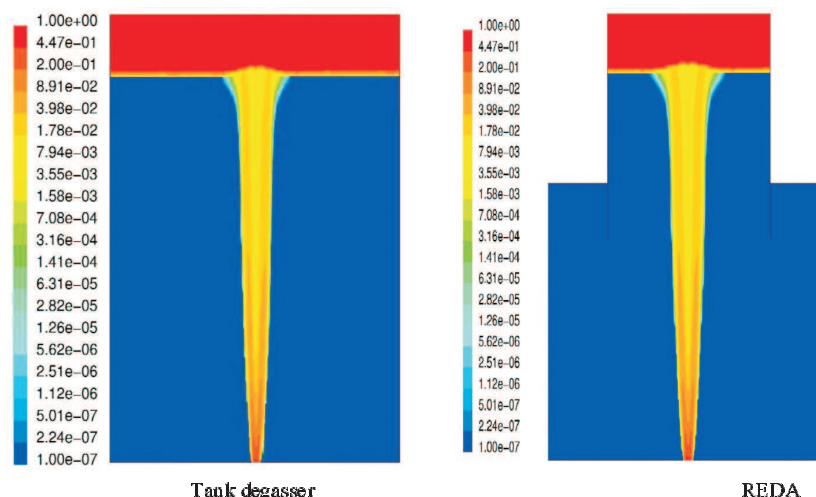 1.00e+00
4.47e-01
2.00e-01
8.91e-02
3.98e-02
1.78e-02
7.94e-03
3.55e-03
1.58e-03
7.08e-04
3.16e-04
1.41e-04
6.31e-05
2.82e-05
1.26e-05
5.62e-06
2.51e-06
1.12e-06
5.01e-07
2.24e-07
1.00e-07
Tank degasser
1.00e+00
4.47e-01
2.00e-01
8.91e-02
3.98e-02
1.78e-02
7.94e-03
3.55e-03
1.58e-03
7.08e-04
3.16e-04
1.41e-04
6.31e-05
2.82e-05
1.26e-05
5.62e-06
2.51e-06
1.12e-06
5.01e-07
2.24e-07
1.00e-07
REDA